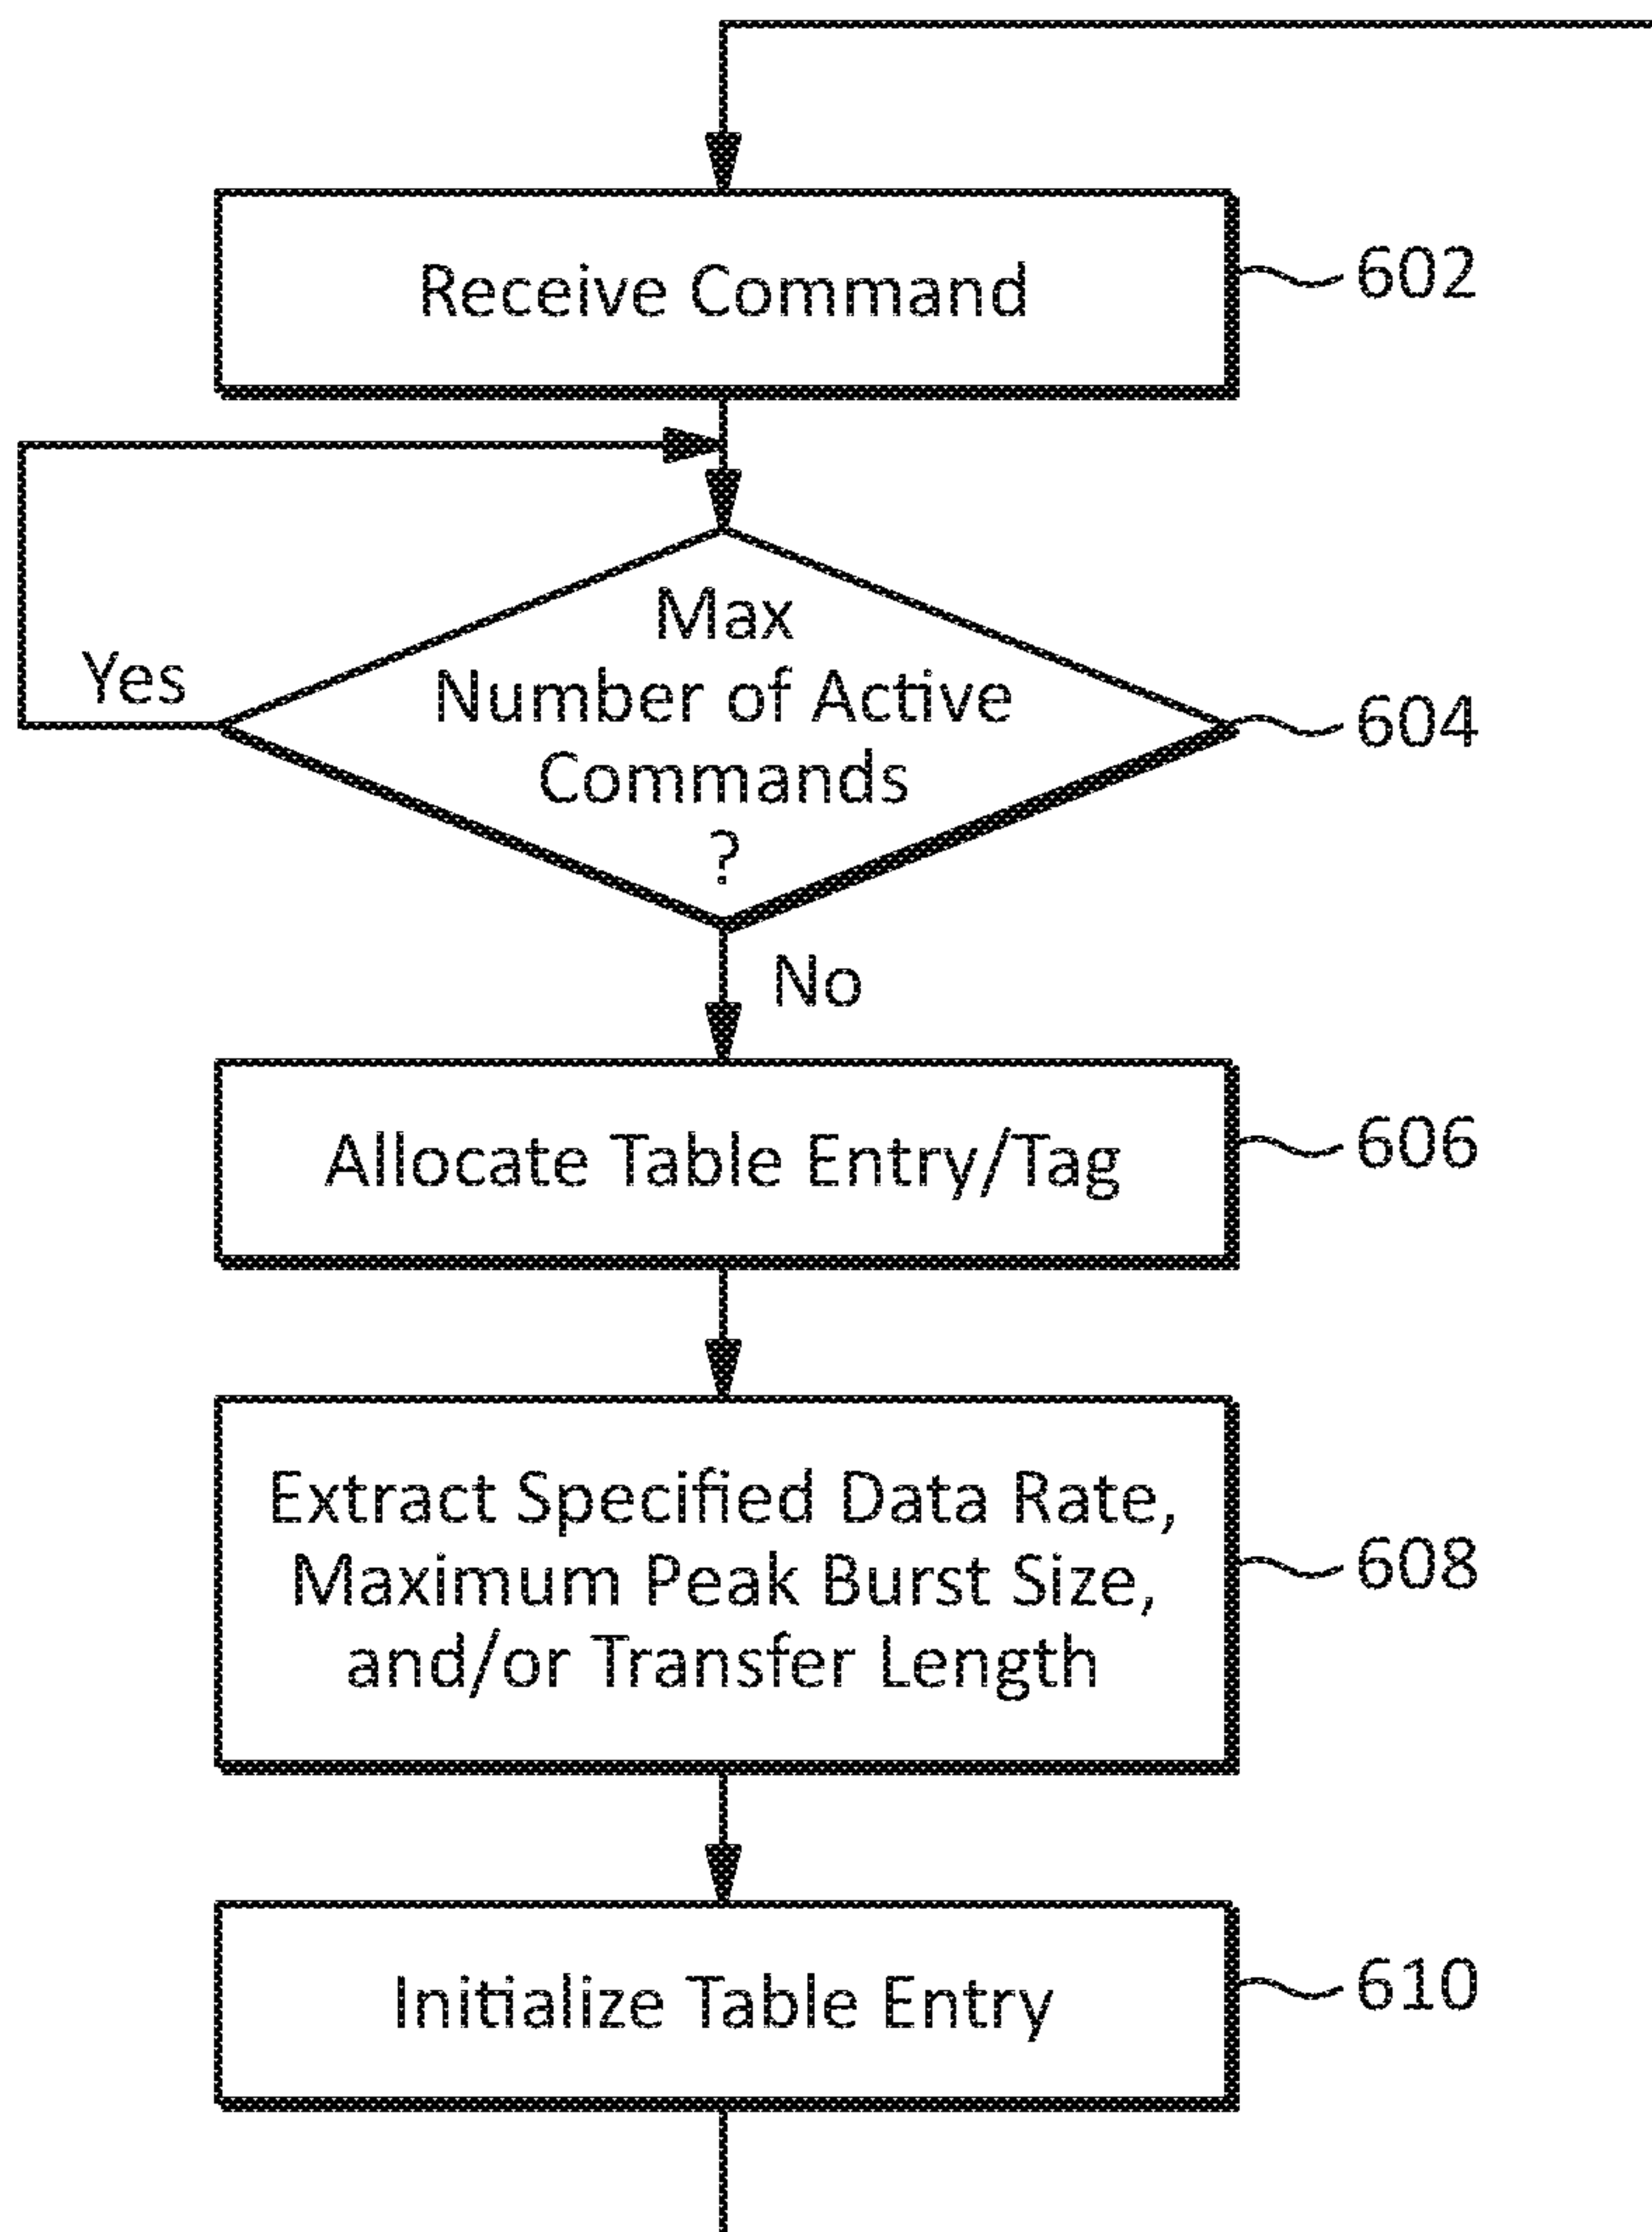 Receive Command
602
Max
Number of Active
Commands
?
604
Yes
No
Allocate Table Entry/Tag
606
Extract Specified Data Rate,
Maximum Peak Burst Size,
and/or Transfer Length
608
Initialize Table Entry
610